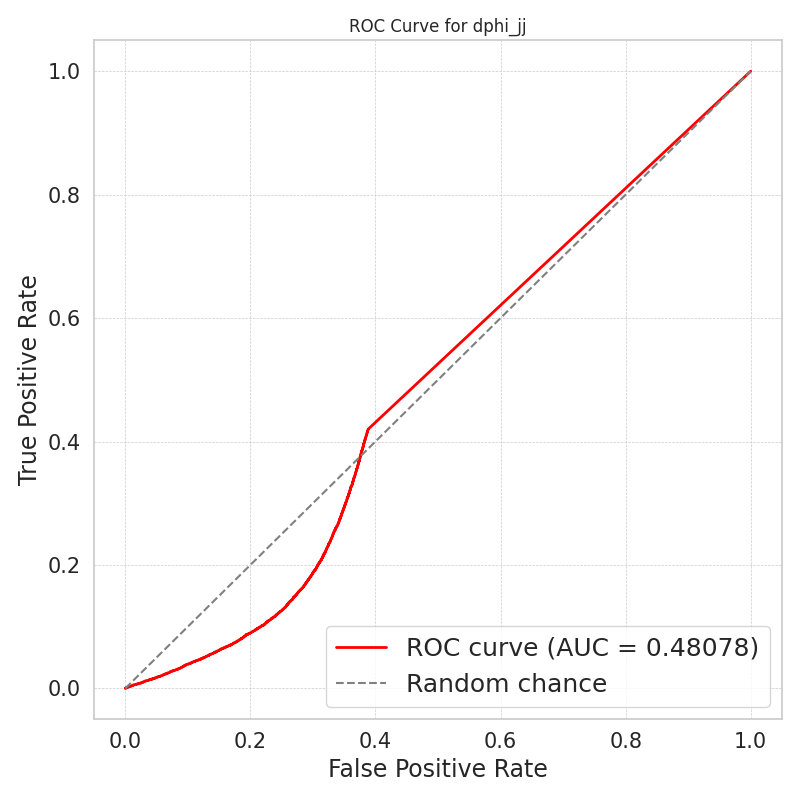 ROC Curve for dphi_jj
True Positive Rate
1.0
0.8
0.6
0.4
0.2
0.0
ROC curve (AUC = 0.48078)
Random chance
0.0 0.2 0.4 0.6 0.8 1.0
False Positive Rate